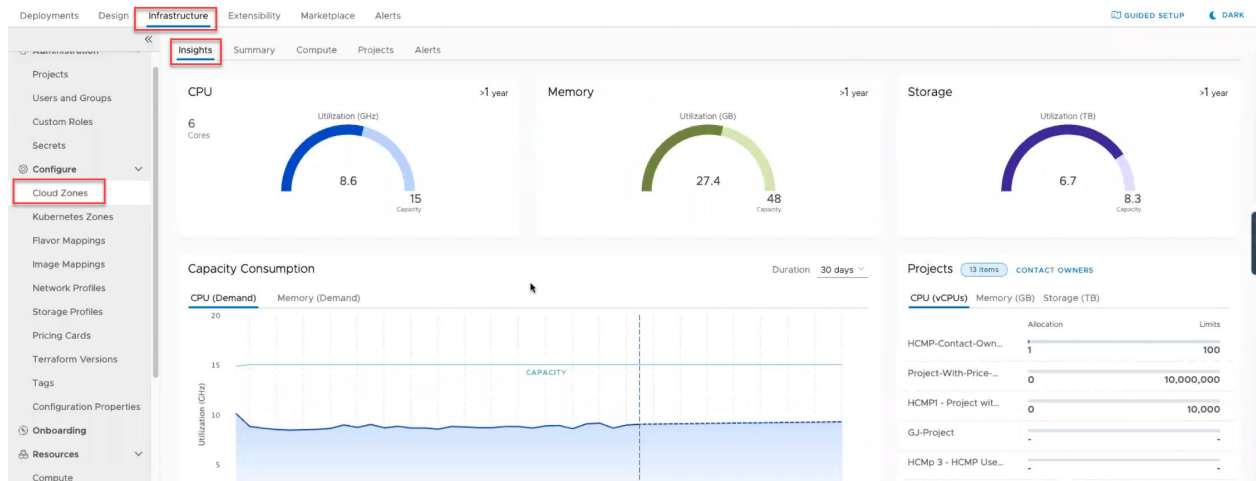 Deployments Design Infrastructure Extensibility Marketplace Alerts GUIDED SETUP DARK
Administration
Projects
Users and Groups
Custom Roles
Secrets
Configure
Cloud Zones
Kubernetes Zones
Flavor Mappings
Image Mappings
Network Profiles
Storage Profiles
Pricing Cards
Terraform Versions
Tags
Configuration Properties
Onboarding
Resources
Compute
Insights Summary Compute Projects Alerts
CPU >1 year
6
Cores
Utilization (GHz)
8.6
15
Capacity
Memory >1 year
Utilization (GB)
27.4
48
Capacity
Storage >1 year
Utilization (TB)
6.7
8.3
Capacity
Capacity Consumption Duration 30 days
CPU (Demand) Memory (Demand)
20
15
10
5
Utilization (GHz)
CAPACITY
Projects 13 items CONTACT OWNERS
CPU (vCPUs) Memory (GB) Storage (TB)
Allocation Limits
HCMP-Contact-Own... 1 100
Project-With-Price-... 0 10,000,000
HCMP1 - Project wit... 0 10,000
GJ-Project - -
HCMp 3 - HCMP Use... - -